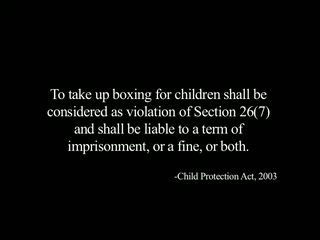 To take up boxing for children shall be
considered as violation of Section 26(7)
and shall be liable to a term of
imprisonment, or a fine, or both.
-Child Protection Act, 2003